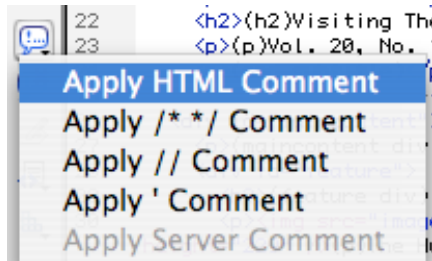 22 <h2>(h2)Visiting The
23 <p>(p)Vol. 20, No.
Apply HTML Comment
Apply /* */ Comment
Apply // Comment
Apply ' Comment
Apply Server Comment